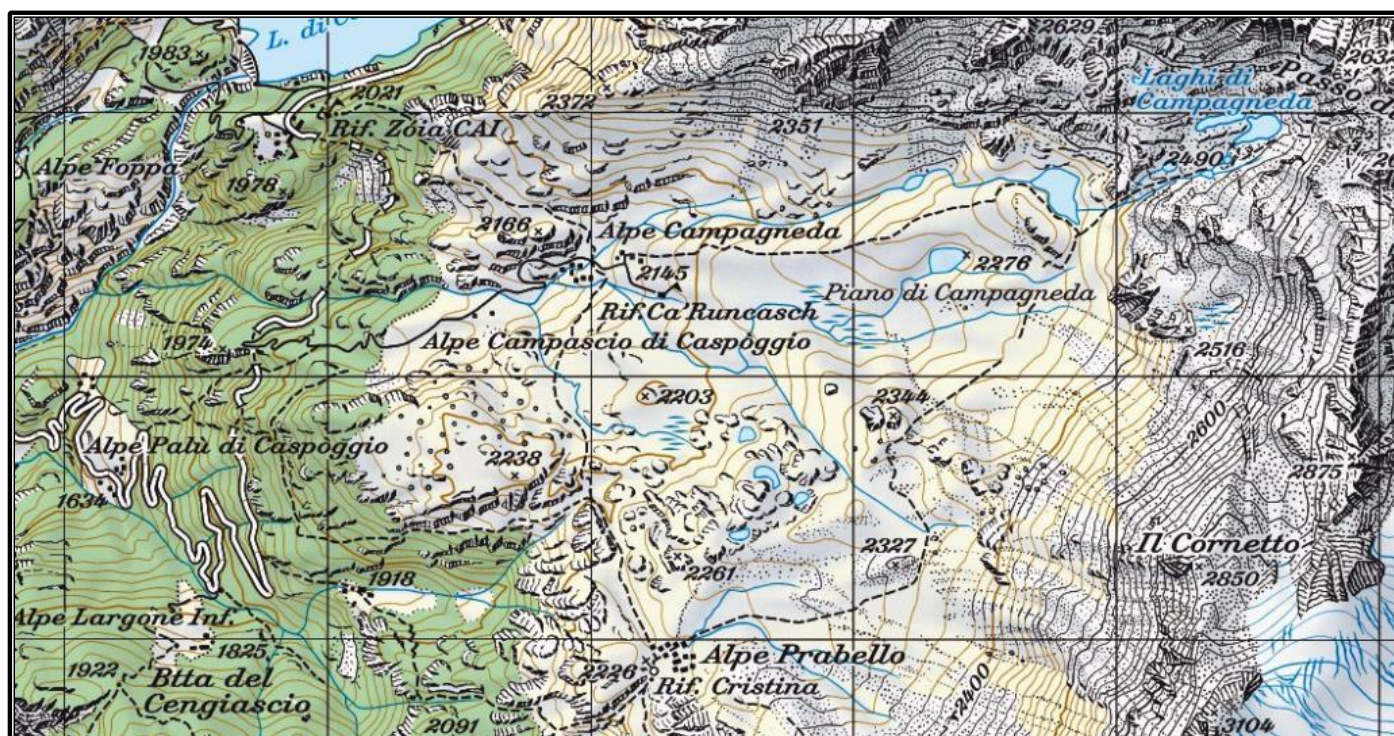 1983
L. di
2629
2632
Laghi di
Campagneda
Passo d
2372
2021
Rif. Zoia CAI
2351
2490
Alpe Foppa
1978
2166
Alpe Campagneda
2276
2145
Piano di Campagneda
Rif. Ca'Runcasch
1974
Alpe Campascio di Caspoggio
2516
2203
2344
2600
Alpe Palù di Caspoggio
2238
2875
1634
2327
Il Cornetto
2261
2850
1918
Alpe Largone Inf.
1825
1922
Btta del
Cengiascio
2226
Alpe Prabello
Rif. Cristina
2400
2091
3104